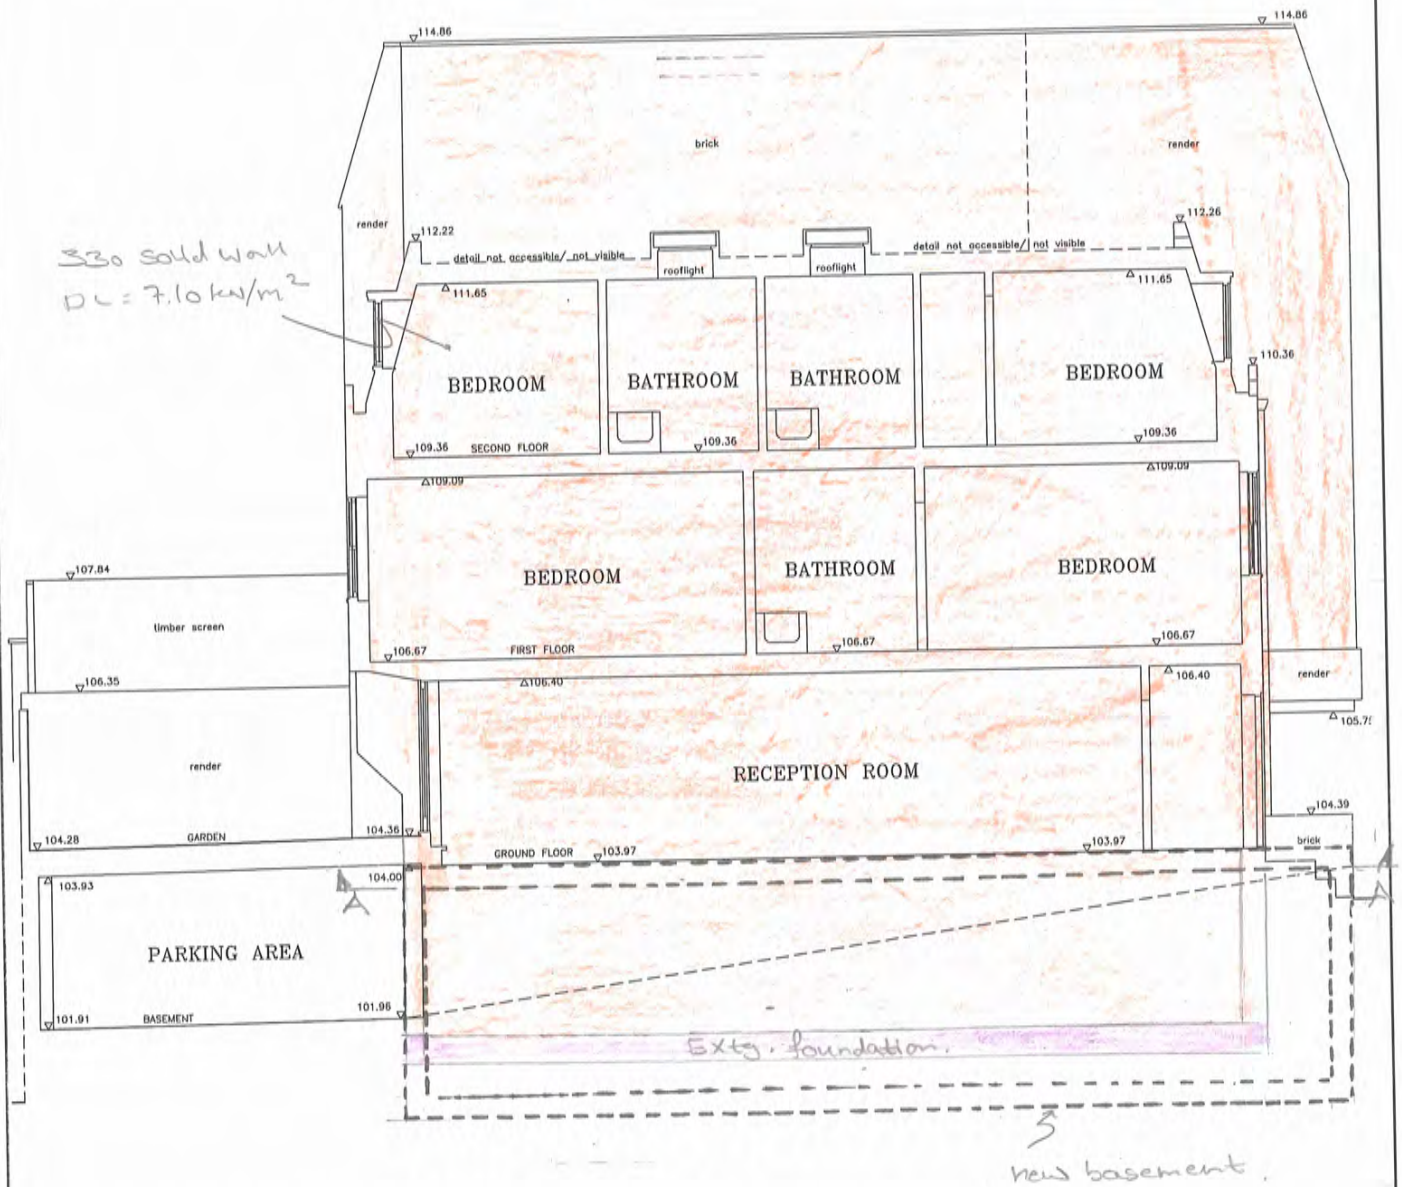 114.86
114.86
brick
render
render
112.26
112.22
detail not accessible/ not visible
detail not accessible/ not visible
rooflight
rooflight
330 solid wall
DL = 7.10 kN/m²
111.65
111.65
110.36
BEDROOM
BATHROOM
BATHROOM
BEDROOM
109.36
SECOND FLOOR
109.36
109.36
109.09
109.09
107.84
BEDROOM
BATHROOM
BEDROOM
timber screen
106.67
FIRST FLOOR
106.67
106.67
106.35
106.40
106.40
render
105.7
render
RECEPTION ROOM
104.28
GARDEN
104.36
104.39
GROUND FLOOR
103.97
103.97
brick
103.93
104.00
A
A
PARKING AREA
101.91
BASEMENT
101.96
Extg. foundation.
new basement.